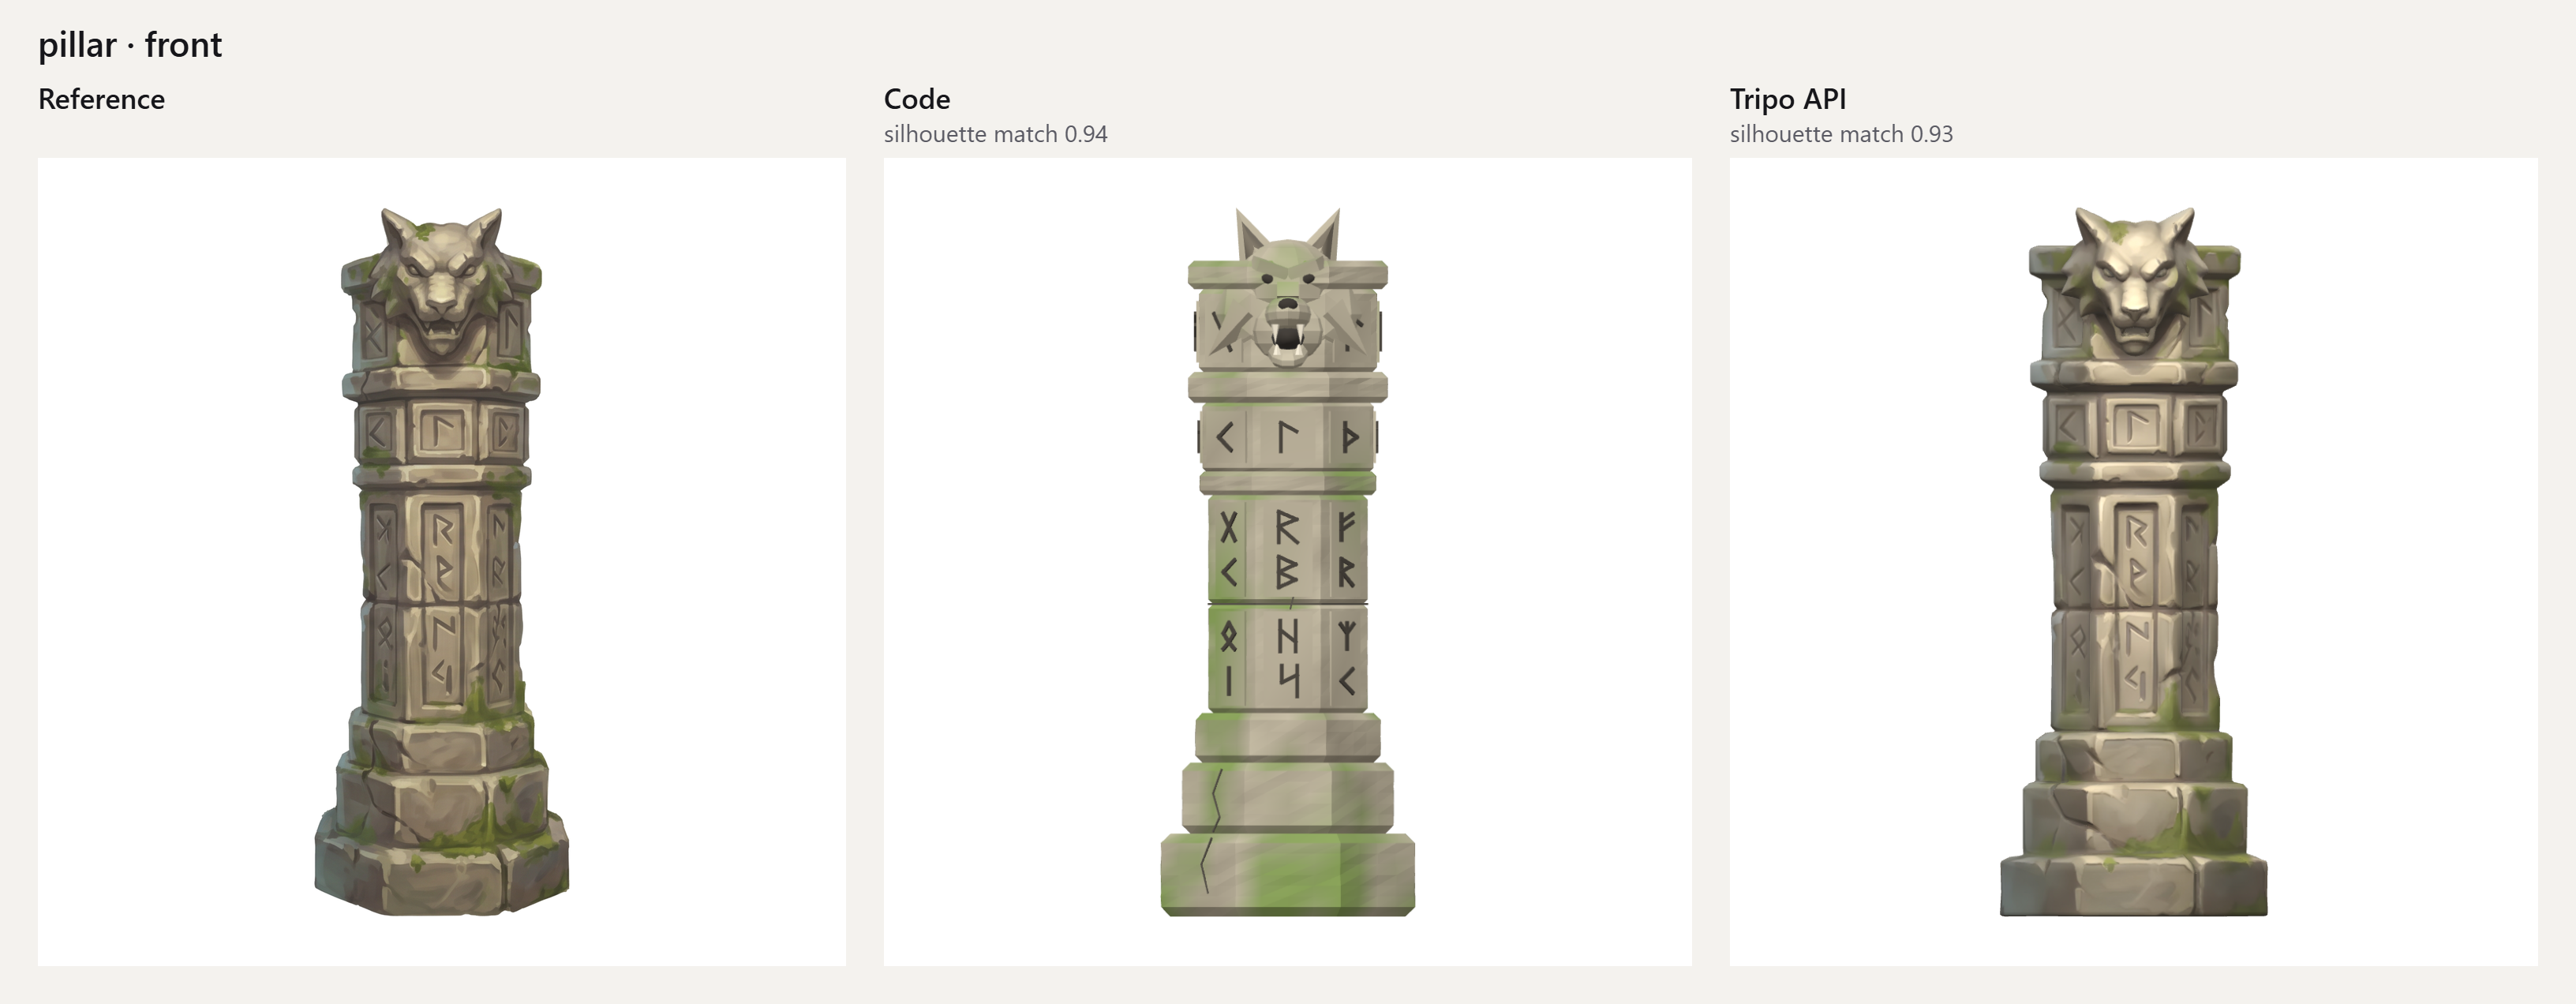 pillar · front
Reference
Code
silhouette match 0.94
Tripo API
silhouette match 0.93
ᚲ ᛚ ᚦ
ᚷ ᚱ ᚠ
ᚲ ᛒ ᚱ
ᛟ ᚺ ᛉ
ᛁ ᛋ ᚲ